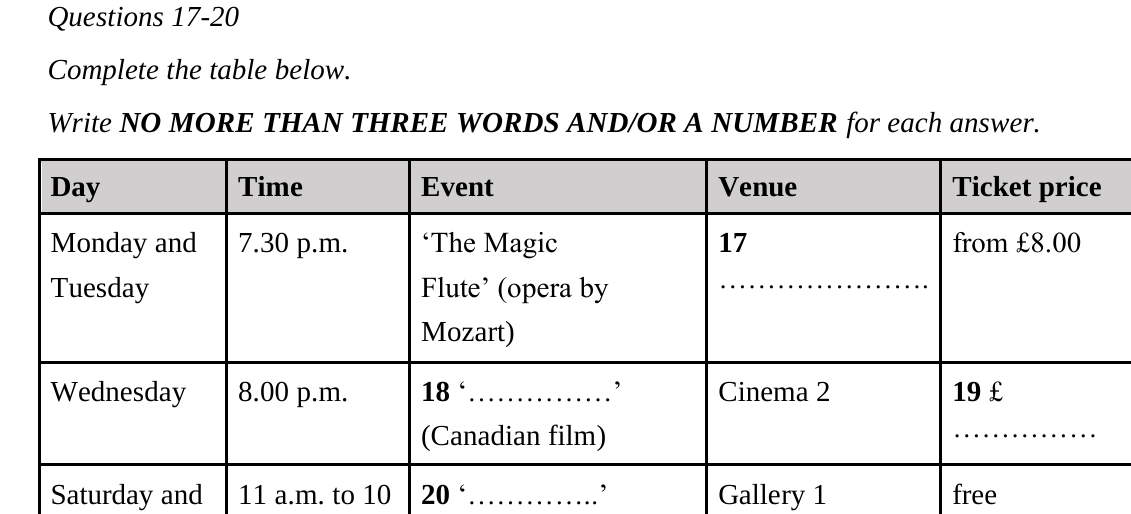 Questions 17-20
Complete the table below.
Write NO MORE THAN THREE WORDS AND/OR A NUMBER for each answer.
Day Time Event Venue Ticket price
Monday and 7.30 p.m. ‘The Magic 17 from £8.00
Tuesday Flute’ (opera by ………………….
Mozart)
Wednesday 8.00 p.m. 18 ‘……………’ Cinema 2 19 £
(Canadian film) ……………
Saturday and 11 a.m. to 10 20 ‘…………..’ Gallery 1 free